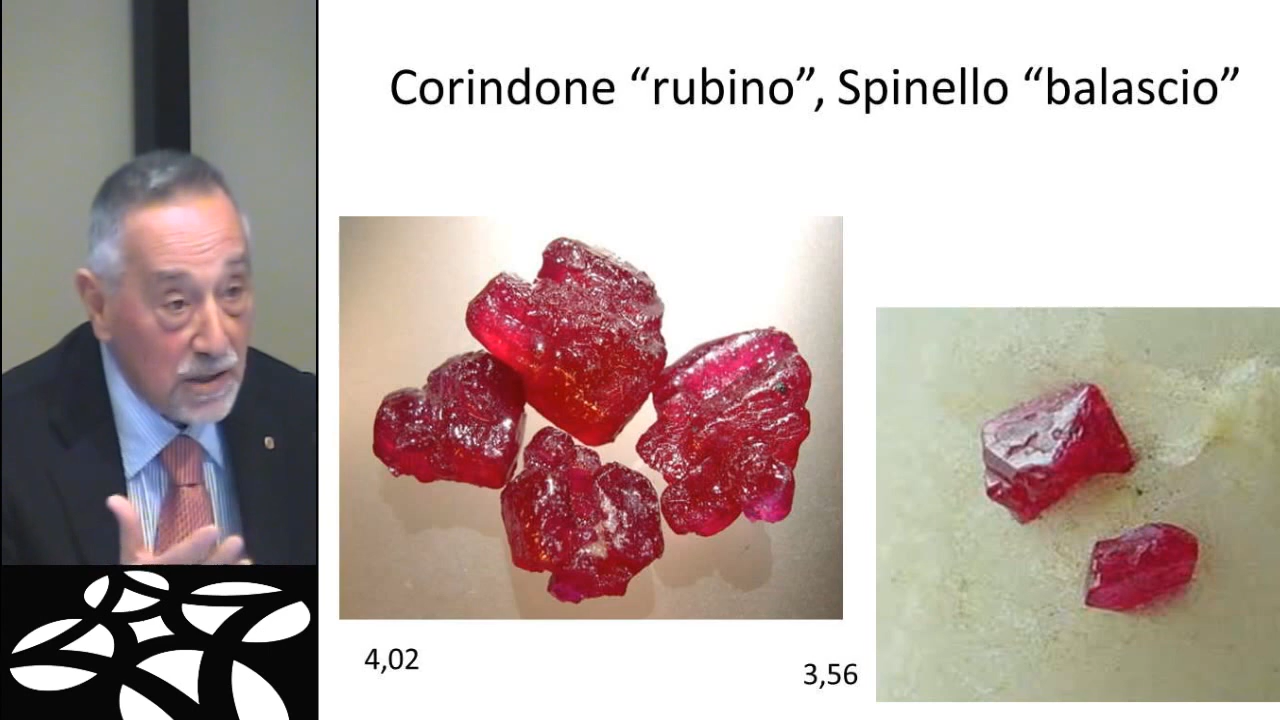 Corindone “rubino”, Spinello “balascio”
4,02
3,56